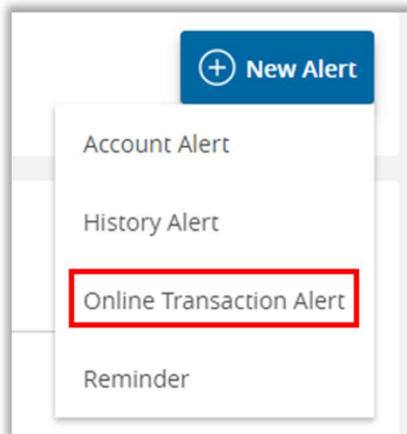 New Alert
Account Alert
History Alert
Online Transaction Alert
Reminder